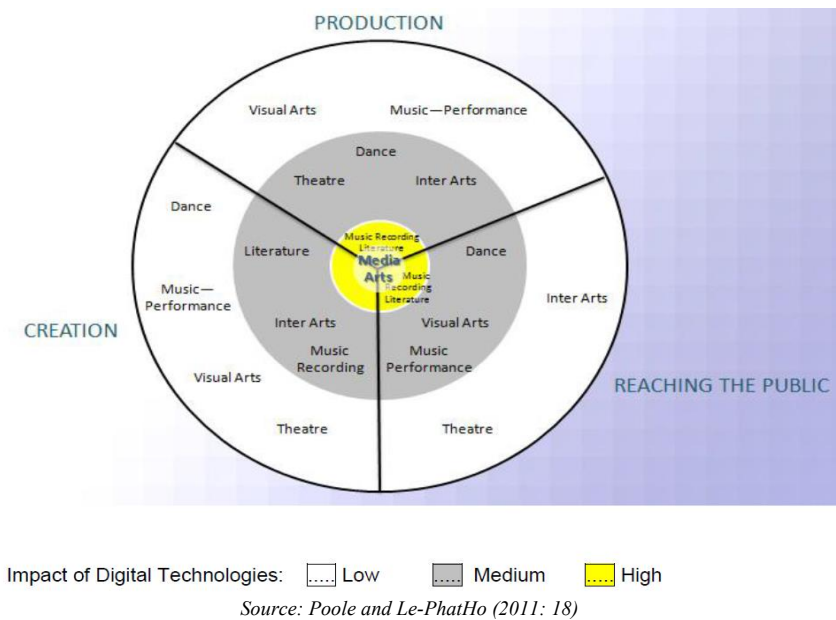 PRODUCTION
Visual Arts
Music—Performance
Dance
Theatre
Inter Arts
Dance
Literature
Music Recording
Literature
Media
Arts
Music
Recording
Literature
Dance
Music—
Performance
Inter Arts
CREATION
Inter Arts
Visual Arts
Music
Recording
Music
Performance
Visual Arts
REACHING THE PUBLIC
Theatre
Theatre
Impact of Digital Technologies: ..... Low ..... Medium ..... High
Source: Poole and Le-PhatHo (2011: 18)